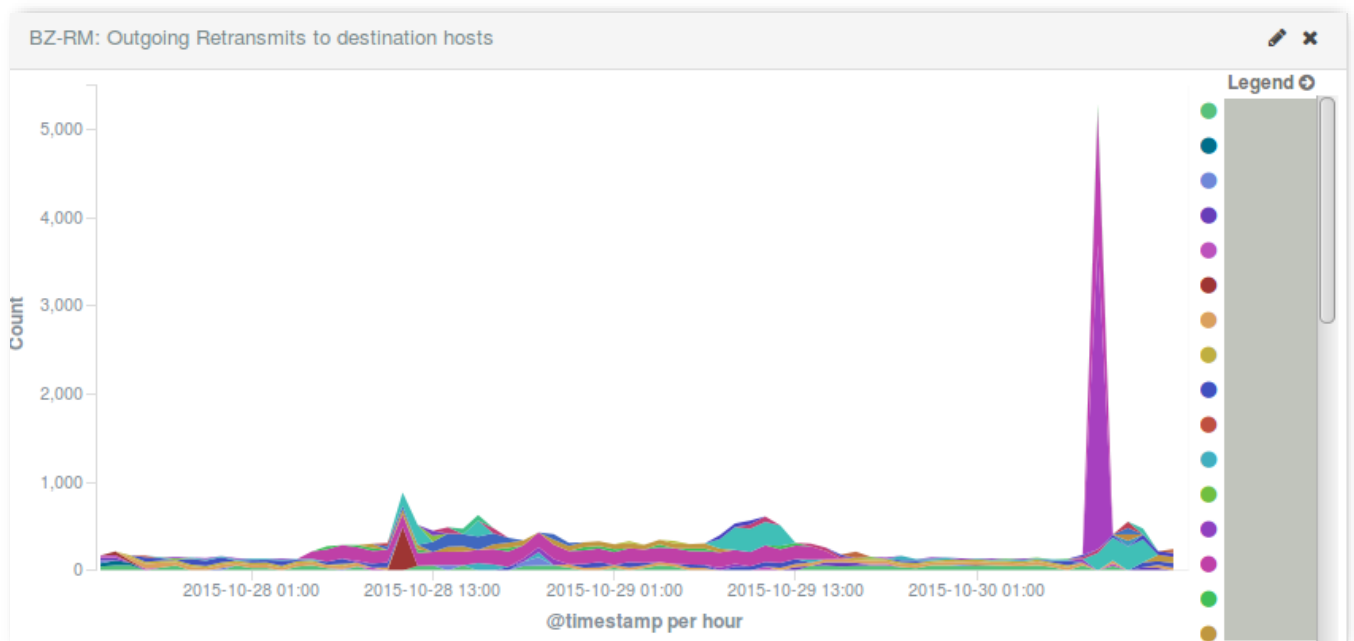 BZ-RM: Outgoing Retransmits to destination hosts
Legend
5,000
4,000
3,000
2,000
1,000
0
Count
2015-10-28 01:00
2015-10-28 13:00
2015-10-29 01:00
2015-10-29 13:00
2015-10-30 01:00
@timestamp per hour